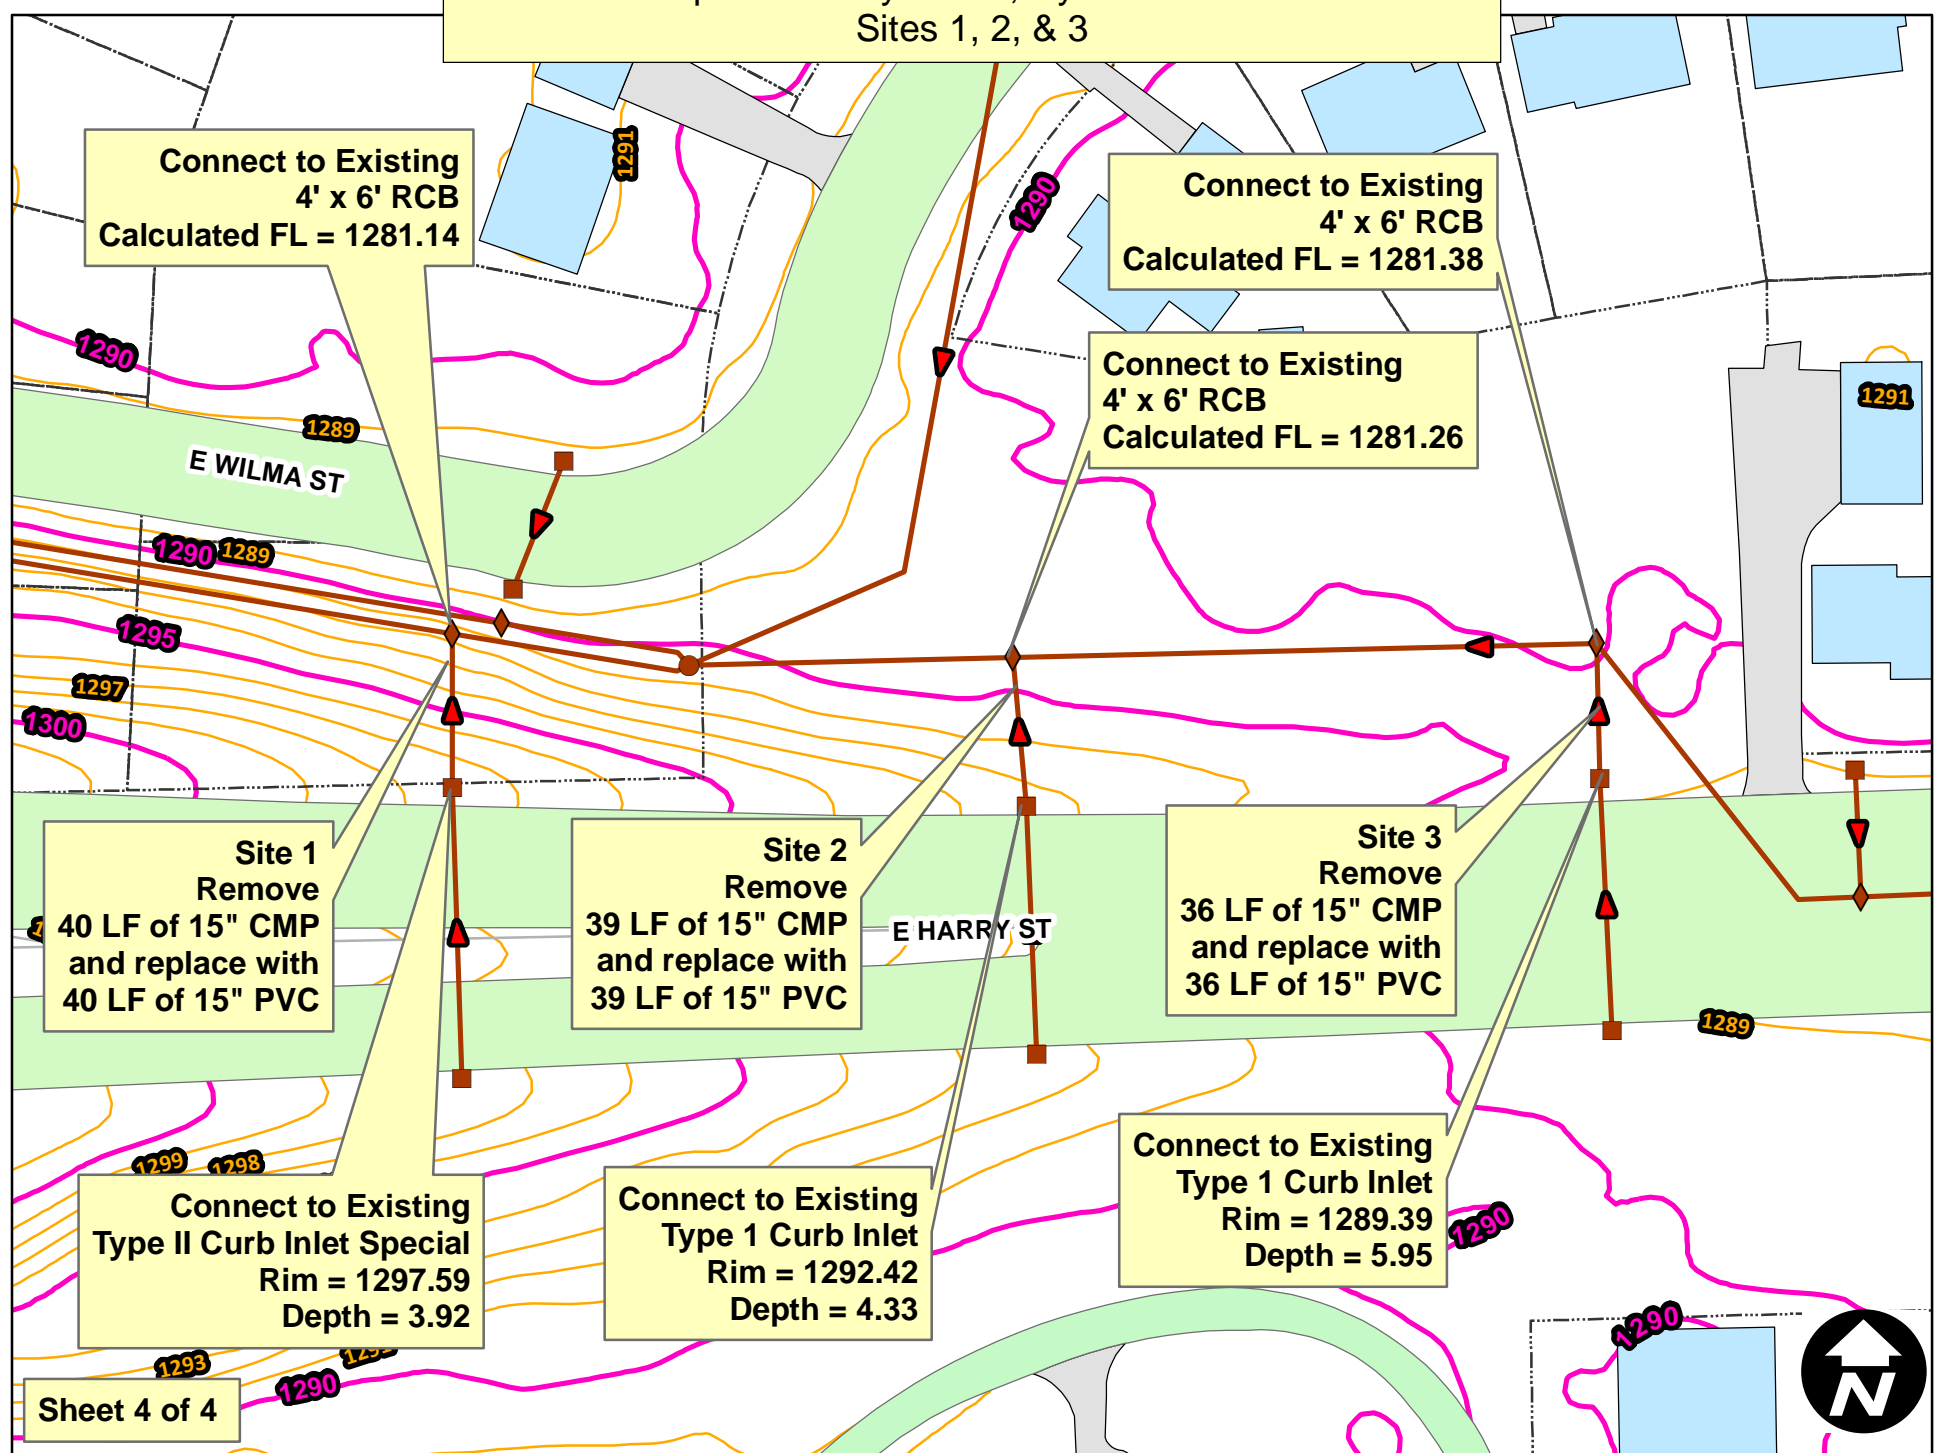 Sites 1, 2, & 3
Connect to Existing
4' x 6' RCB
Calculated FL = 1281.14
1291
1290
Connect to Existing
4' x 6' RCB
Calculated FL = 1281.38
1290
Connect to Existing
4' x 6' RCB
Calculated FL = 1281.26
1291
1289
E WILMA ST
1290
1289
1295
1297
1300
Site 1
Remove
40 LF of 15" CMP
and replace with
40 LF of 15" PVC
Site 2
Remove
39 LF of 15" CMP
and replace with
39 LF of 15" PVC
E HARRY ST
Site 3
Remove
36 LF of 15" CMP
and replace with
36 LF of 15" PVC
1289
1299
1298
Connect to Existing
Type II Curb Inlet Special
Rim = 1297.59
Depth = 3.92
Connect to Existing
Type 1 Curb Inlet
Rim = 1292.42
Depth = 4.33
Connect to Existing
Type 1 Curb Inlet
Rim = 1289.39
Depth = 5.95
1290
1290
1293
1290
Sheet 4 of 4
N